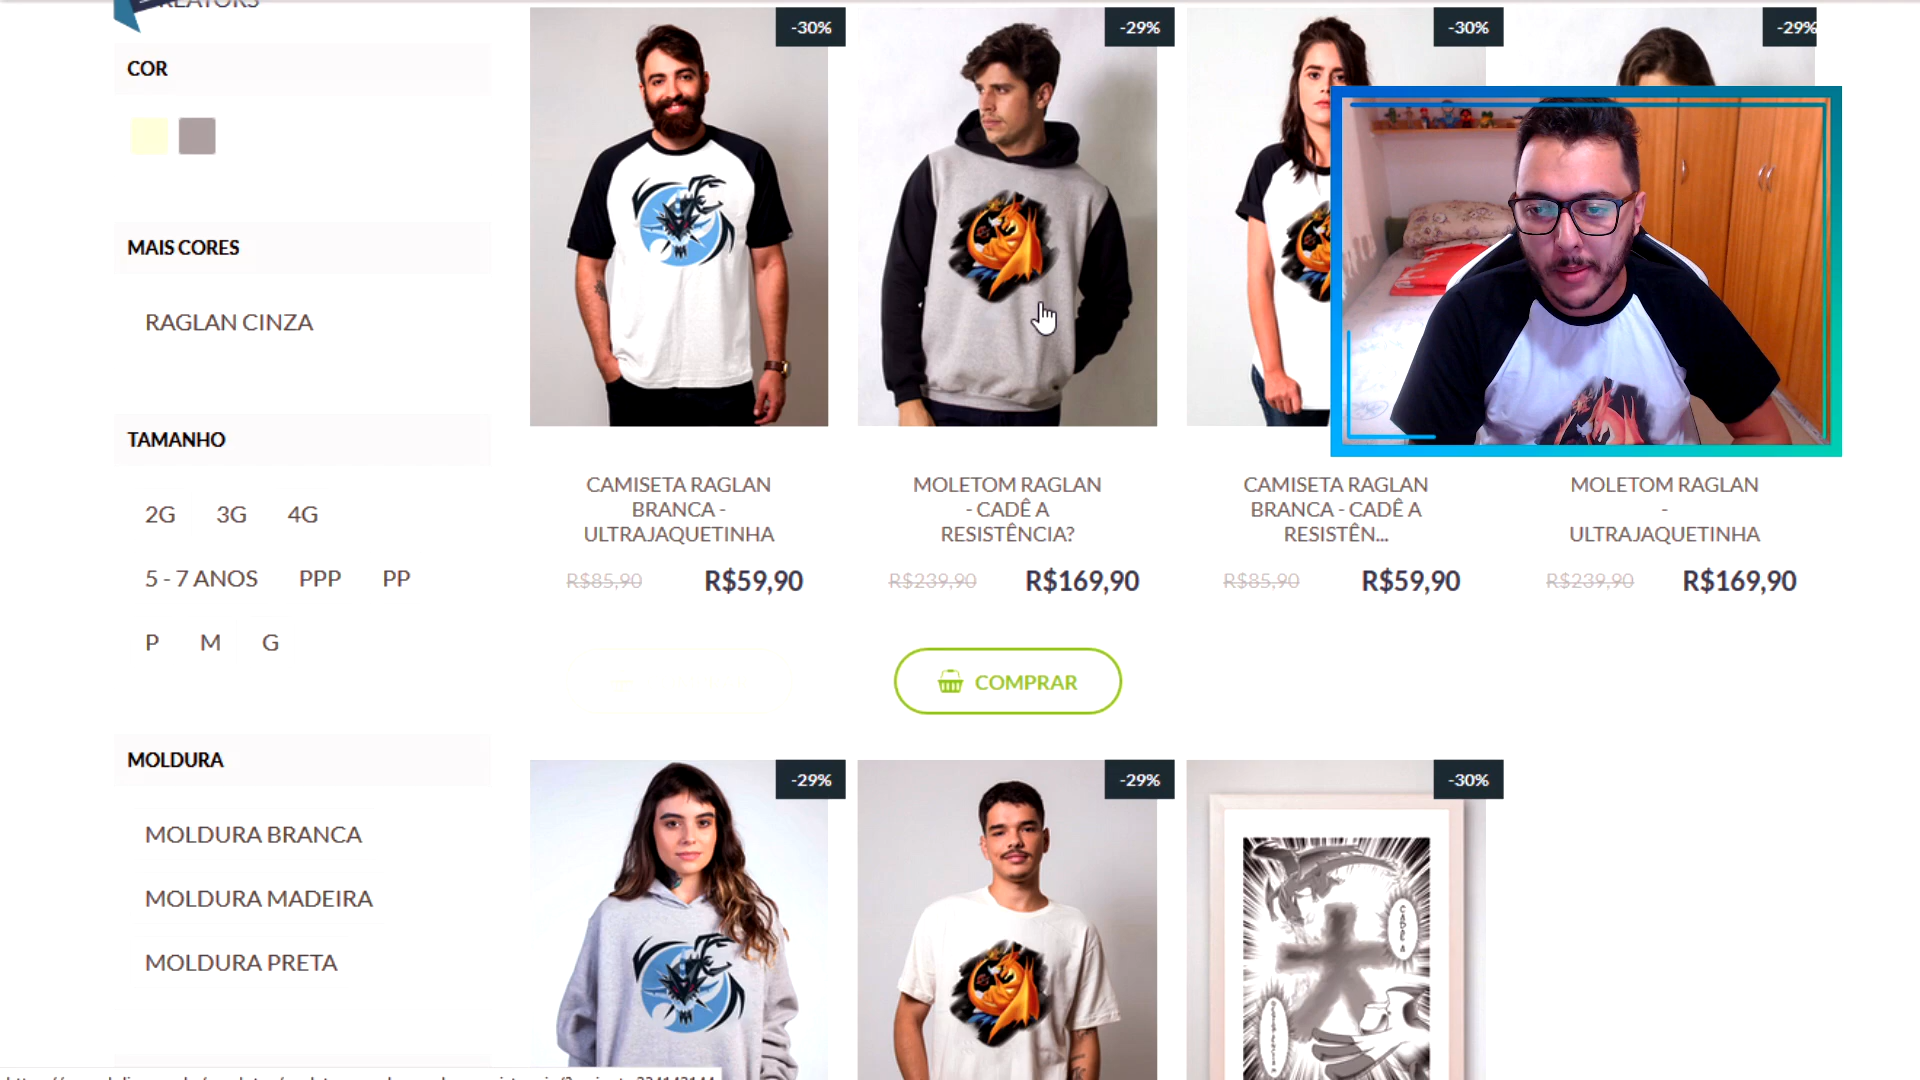 CREATORS
COR
MAIS CORES
RAGLAN CINZA
TAMANHO
2G 3G 4G
5 - 7 ANOS PPP PP
P M G
MOLDURA
MOLDURA BRANCA
MOLDURA MADEIRA
MOLDURA PRETA
-30%
-29%
-30%
-29%
CAMISETA RAGLAN
BRANCA -
ULTRAJAQUETINHA
R$85,90 R$59,90
MOLETOM RAGLAN
- CADÊ A
RESISTÊNCIA?
R$239,90 R$169,90
COMPRAR
CAMISETA RAGLAN
BRANCA - CADÊ A
RESISTÊN...
R$85,90 R$59,90
MOLETOM RAGLAN
-
ULTRAJAQUETINHA
R$239,90 R$169,90
-29%
-29%
-30%
CADÊ A
RESISTÊNCIA